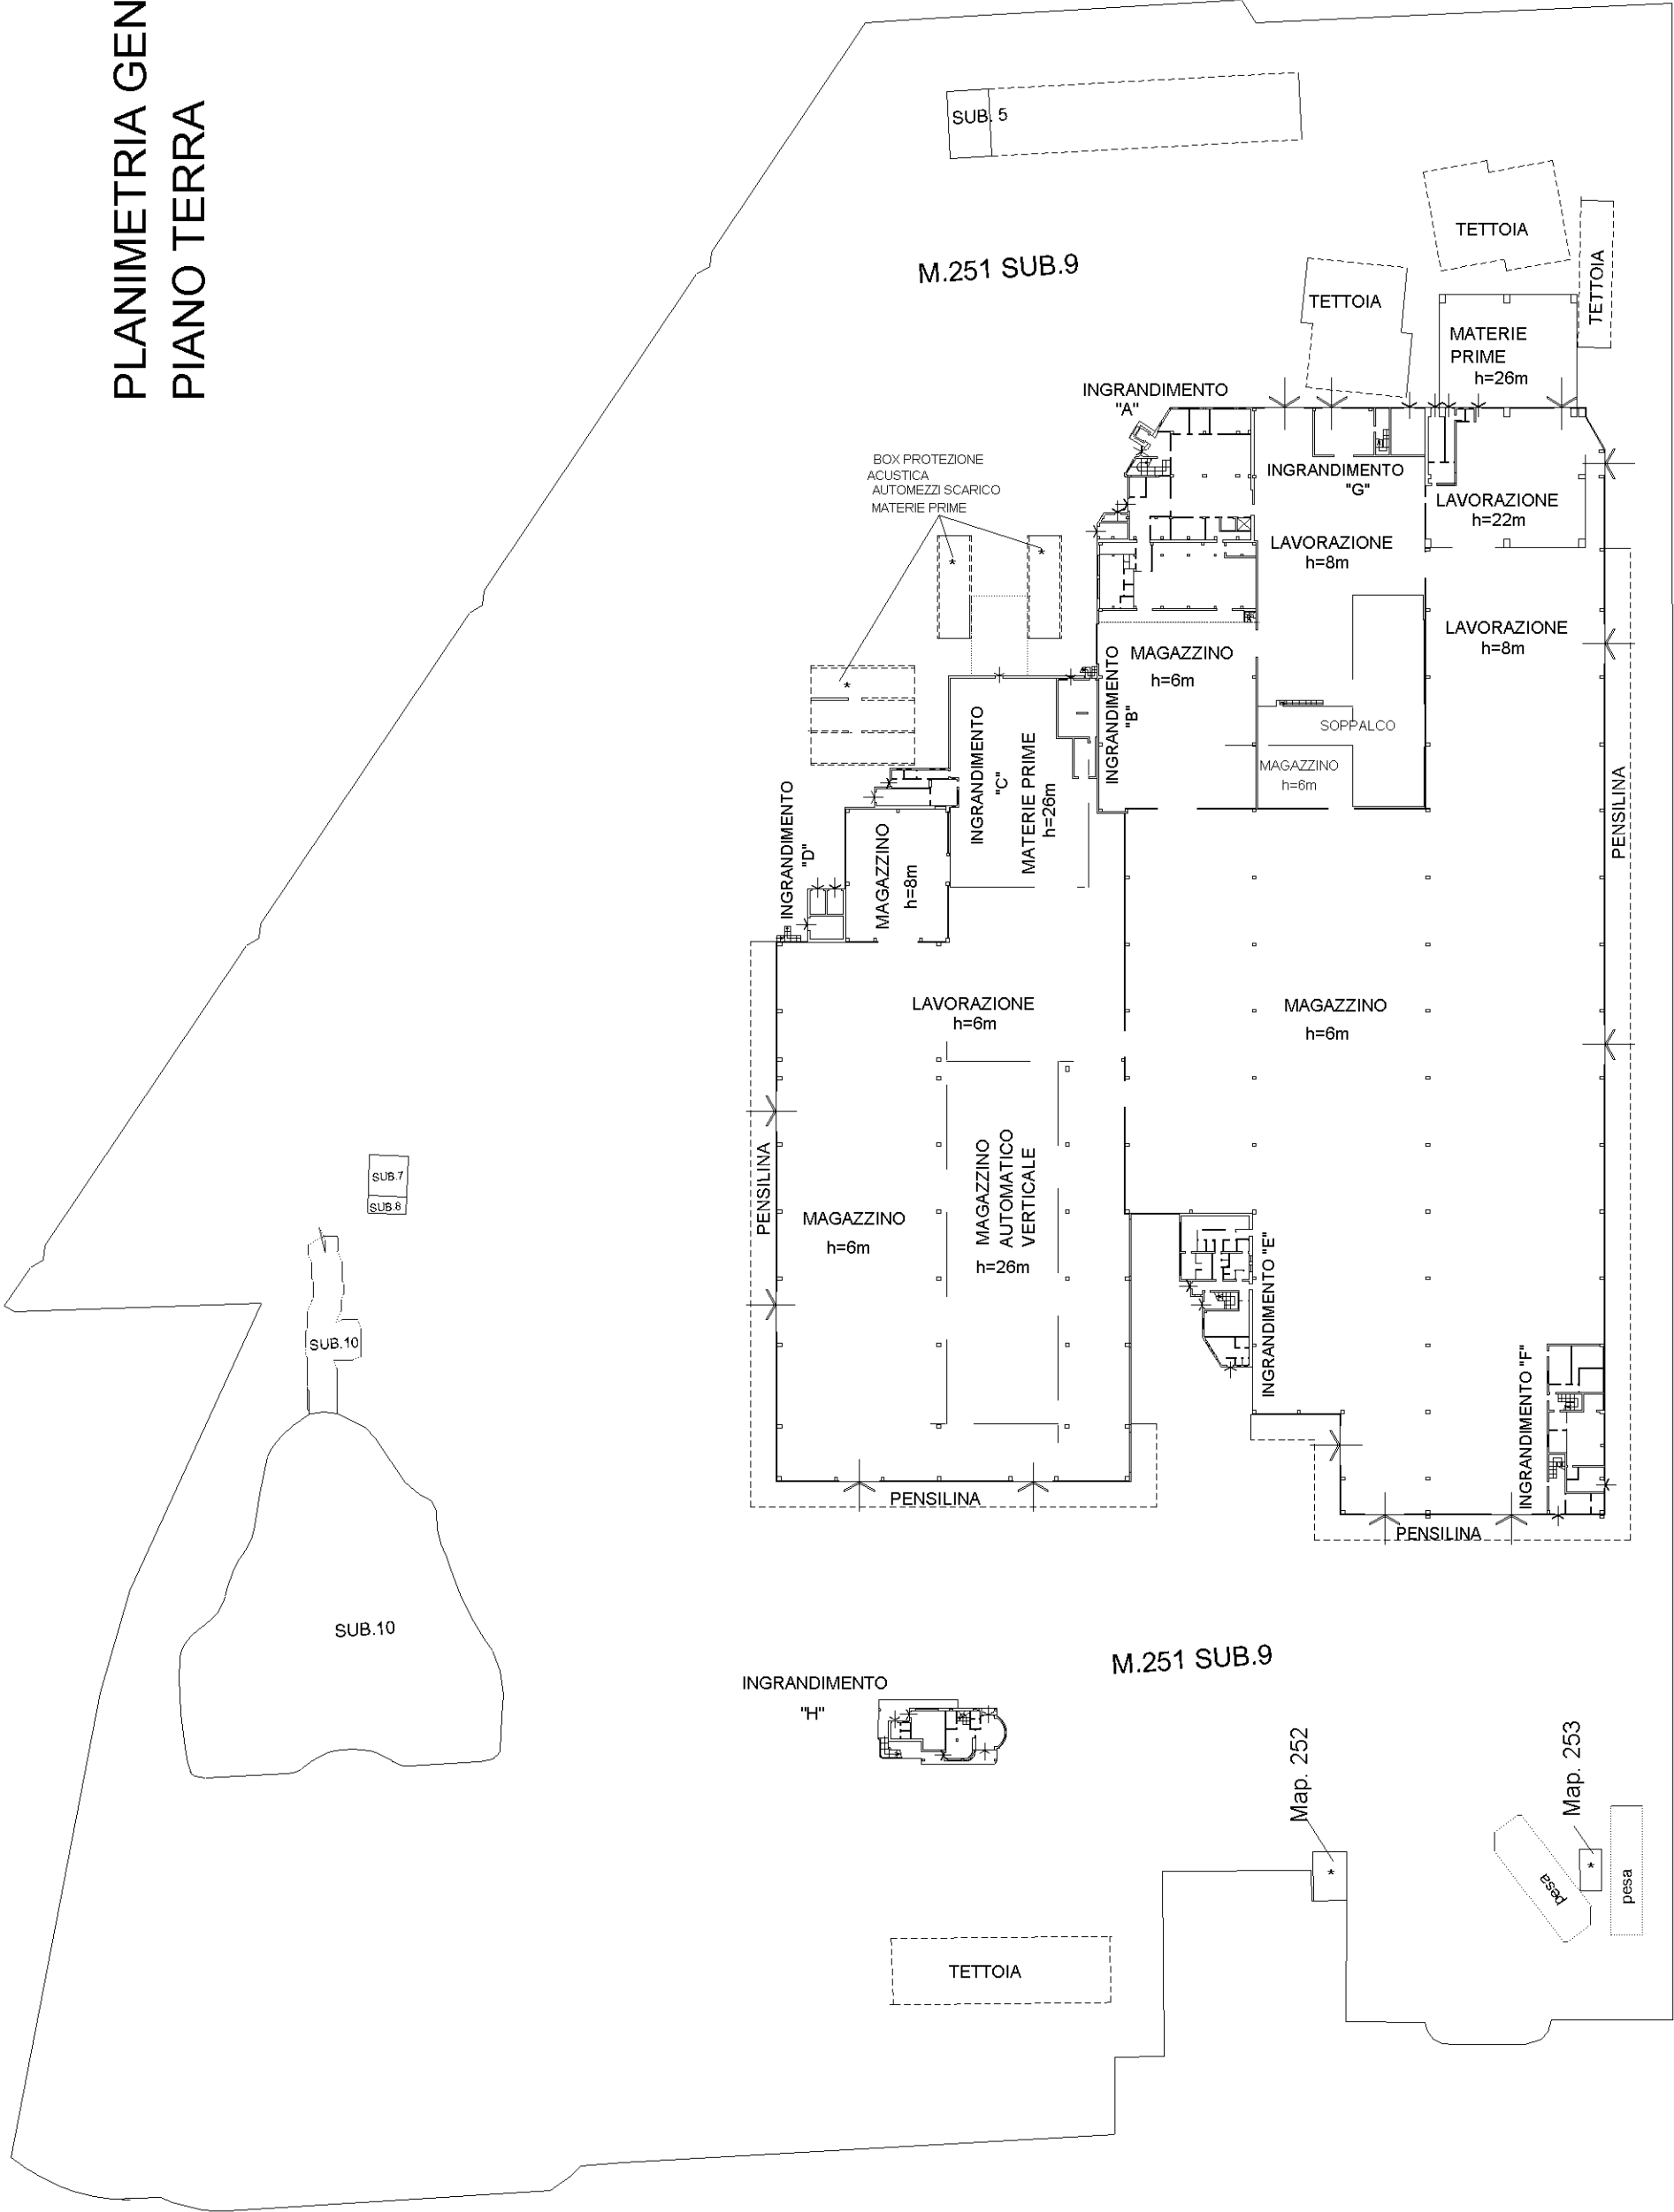 PLANIMETRIA GEN
PIANO TERRA
SUB. 5
M.251 SUB.9
TETTOIA
TETTOIA
TETTOIA
MATERIE
PRIME
h=26m
INGRANDIMENTO
"A"
BOX PROTEZIONE
ACUSTICA
AUTOMEZZI SCARICO
MATERIE PRIME
*
*
*
INGRANDIMENTO
"G"
LAVORAZIONE
h=22m
LAVORAZIONE
h=8m
LAVORAZIONE
h=8m
MAGAZZINO
h=6m
INGRANDIMENTO
"B"
SOPPALCO
MAGAZZINO
h=6m
INGRANDIMENTO
"C"
MATERIE PRIME
h=26m
PENSILINA
INGRANDIMENTO
"D"
MAGAZZINO
h=8m
LAVORAZIONE
h=6m
MAGAZZINO
h=6m
PENSILINA
MAGAZZINO
AUTOMATICO
VERTICALE
h=26m
MAGAZZINO
h=6m
SUB.7
SUB.8
SUB.10
INGRANDIMENTO "E"
INGRANDIMENTO "F"
PENSILINA
PENSILINA
SUB.10
M.251 SUB.9
INGRANDIMENTO
"H"
Map. 252
*
Map. 253
*
pesa
pesa
TETTOIA